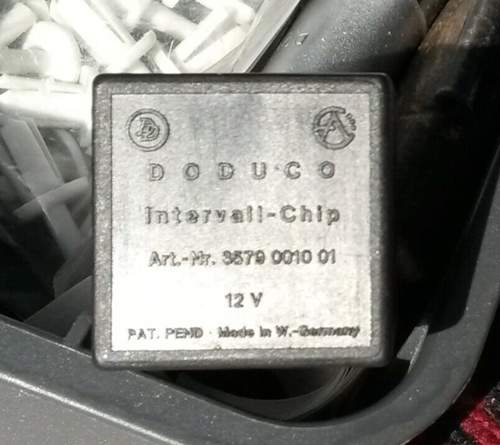 DODUCO
Intervall-Chip
Art.-Nr. 3579 0010 01
12 V
PAT. PEND - Made in W.-Germany